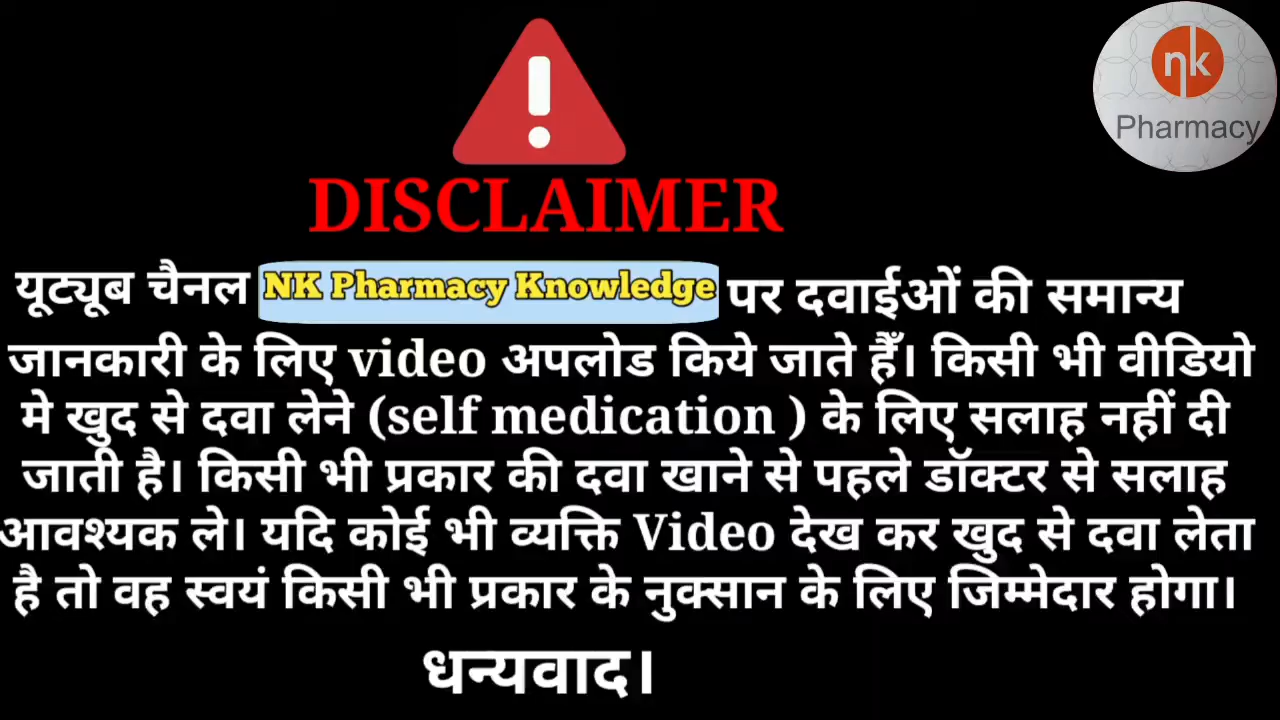 ηk
Pharmacy
DISCLAIMER
यूट्यूब चैनल NK Pharmacy Knowledge पर दवाईओं की समान्य
जानकारी के लिए video अपलोड किये जाते हैँ। किसी भी वीडियो
मे खुद से दवा लेने (self medication ) के लिए सलाह नहीं दी
जाती है। किसी भी प्रकार की दवा खाने से पहले डॉक्टर से सलाह
आवश्यक ले। यदि कोई भी व्यक्ति Video देख कर खुद से दवा लेता
है तो वह स्वयं किसी भी प्रकार के नुक्सान के लिए जिम्मेदार होगा।
धन्यवाद।